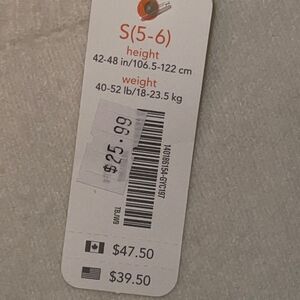 S(5-6)
height
42-48 in/106.5-122 cm
weight
40-52 lb/18-23.5 kg
$25.99
$47.50
$39.50